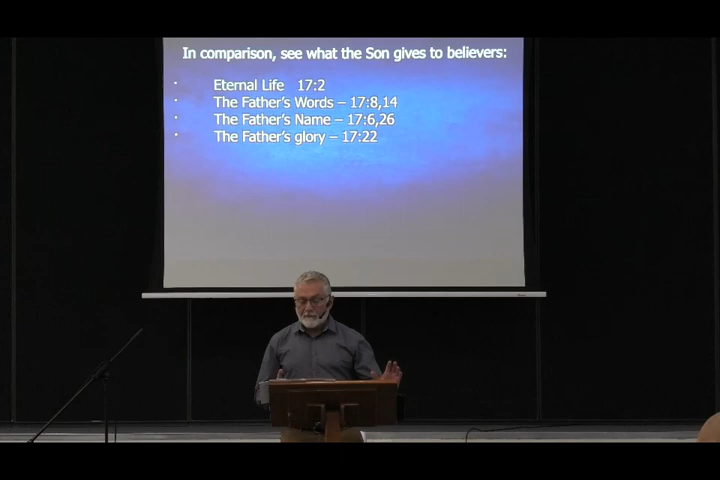 In comparison, see what the Son gives to believers:
• Eternal Life 17:2
• The Father's Words – 17:8,14
• The Father's Name – 17:6,26
• The Father's glory – 17:22